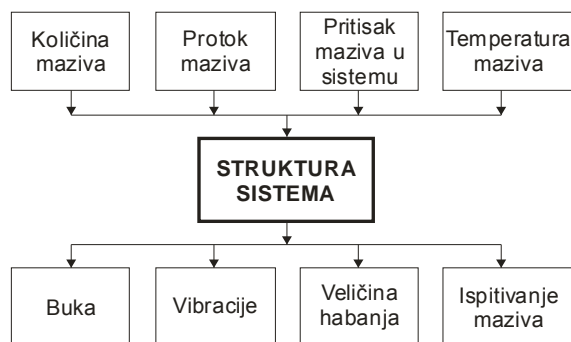 Količina
maziva
Protok
maziva
Pritisak
maziva u
sistemu
Temperatura
maziva
STRUKTURA
SISTEMA
Buka
Vibracije
Veličina
habanja
Ispitivanje
maziva